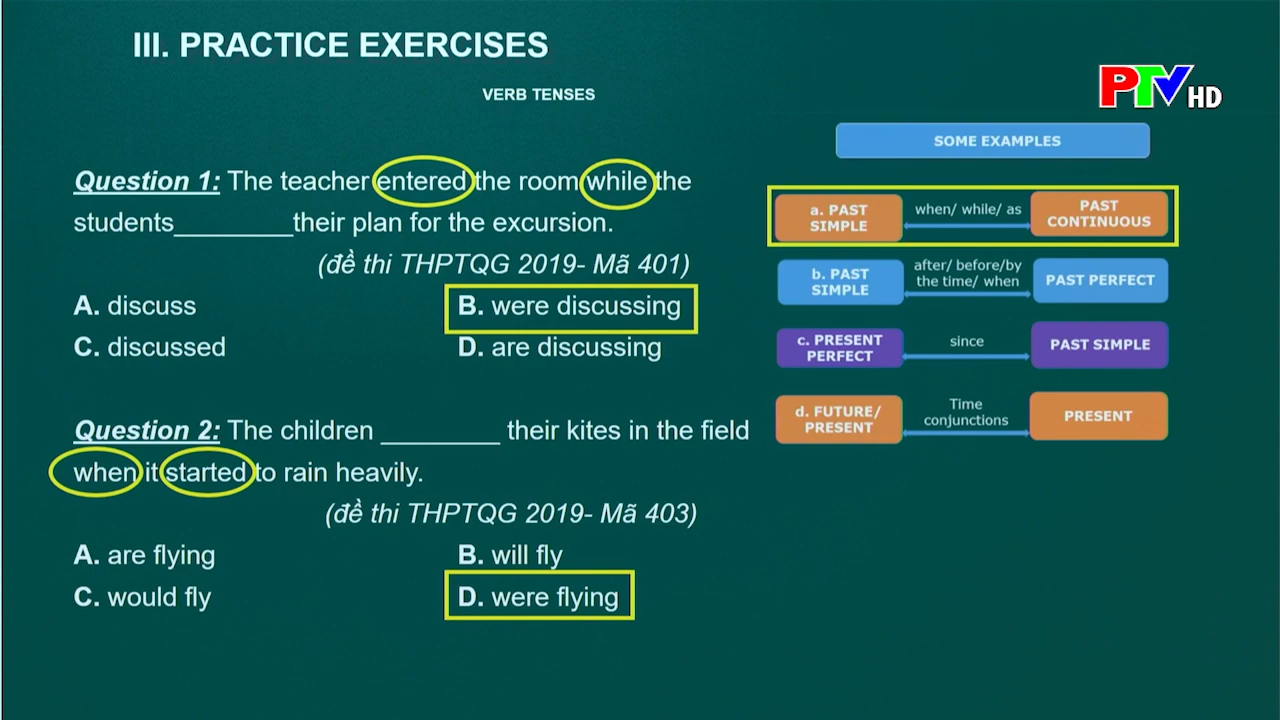 III. PRACTICE EXERCISES
VERB TENSES
PTV HD
Question 1: The teacher entered the room while the
students________their plan for the excursion.
(đề thi THPTQG 2019- Mã 401)
A. discuss
B. were discussing
C. discussed
D. are discussing
Question 2: The children ________ their kites in the field
when it started to rain heavily.
(đề thi THPTQG 2019- Mã 403)
A. are flying
B. will fly
C. would fly
D. were flying
SOME EXAMPLES
a. PAST
SIMPLE
when/ while/ as
PAST
CONTINUOUS
b. PAST
SIMPLE
after/ before/by
the time/ when
PAST PERFECT
c. PRESENT
PERFECT
since
PAST SIMPLE
d. FUTURE/
PRESENT
Time
conjunctions
PRESENT